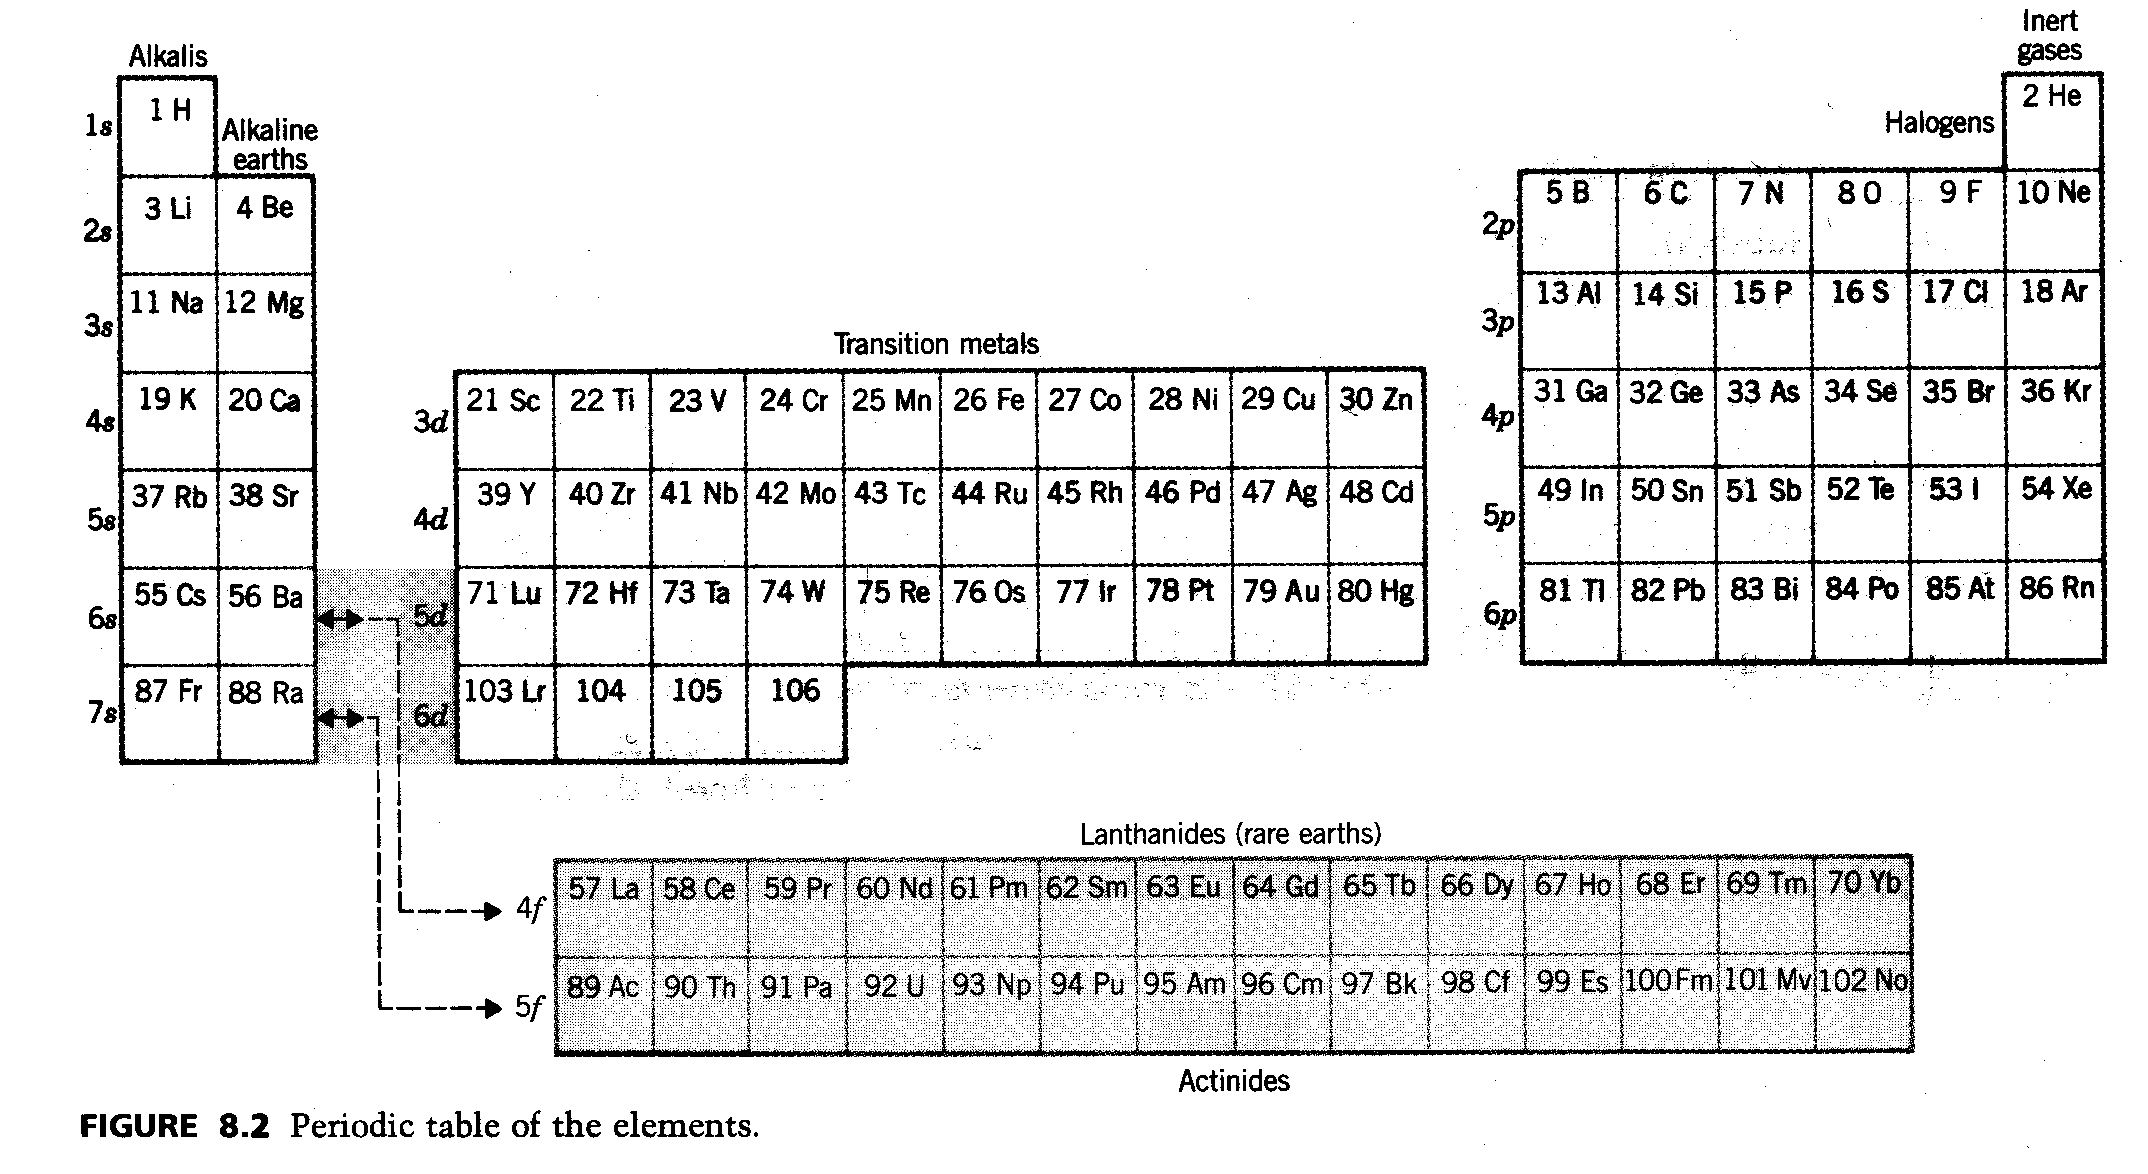 Inert
gases
Alkalis
1s
1 H
2 He
Alkaline
earths
Halogens
2s
3 Li 4 Be
2p
5 B 6 C 7 N 8 O 9 F 10 Ne
3s
11 Na 12 Mg
3p
13 Al 14 Si 15 P 16 S 17 Cl 18 Ar
Transition metals
4s
19 K 20 Ca
3d
21 Sc 22 Ti 23 V 24 Cr 25 Mn 26 Fe 27 Co 28 Ni 29 Cu 30 Zn
4p
31 Ga 32 Ge 33 As 34 Se 35 Br 36 Kr
5s
37 Rb 38 Sr
4d
39 Y 40 Zr 41 Nb 42 Mo 43 Tc 44 Ru 45 Rh 46 Pd 47 Ag 48 Cd
5p
49 In 50 Sn 51 Sb 52 Te 53 I 54 Xe
6s
55 Cs 56 Ba
5d
71 Lu 72 Hf 73 Ta 74 W 75 Re 76 Os 77 Ir 78 Pt 79 Au 80 Hg
6p
81 Tl 82 Pb 83 Bi 84 Po 85 At 86 Rn
7s
87 Fr 88 Ra
6d
103 Lr 104 105 106
Lanthanides (rare earths)
4f
57 La 58 Ce 59 Pr 60 Nd 61 Pm 62 Sm 63 Eu 64 Gd 65 Tb 66 Dy 67 Ho 68 Er 69 Tm 70 Yb
5f
89 Ac 90 Th 91 Pa 92 U 93 Np 94 Pu 95 Am 96 Cm 97 Bk 98 Cf 99 Es 100 Fm 101 Mv 102 No
Actinides
FIGURE 8.2 Periodic table of the elements.